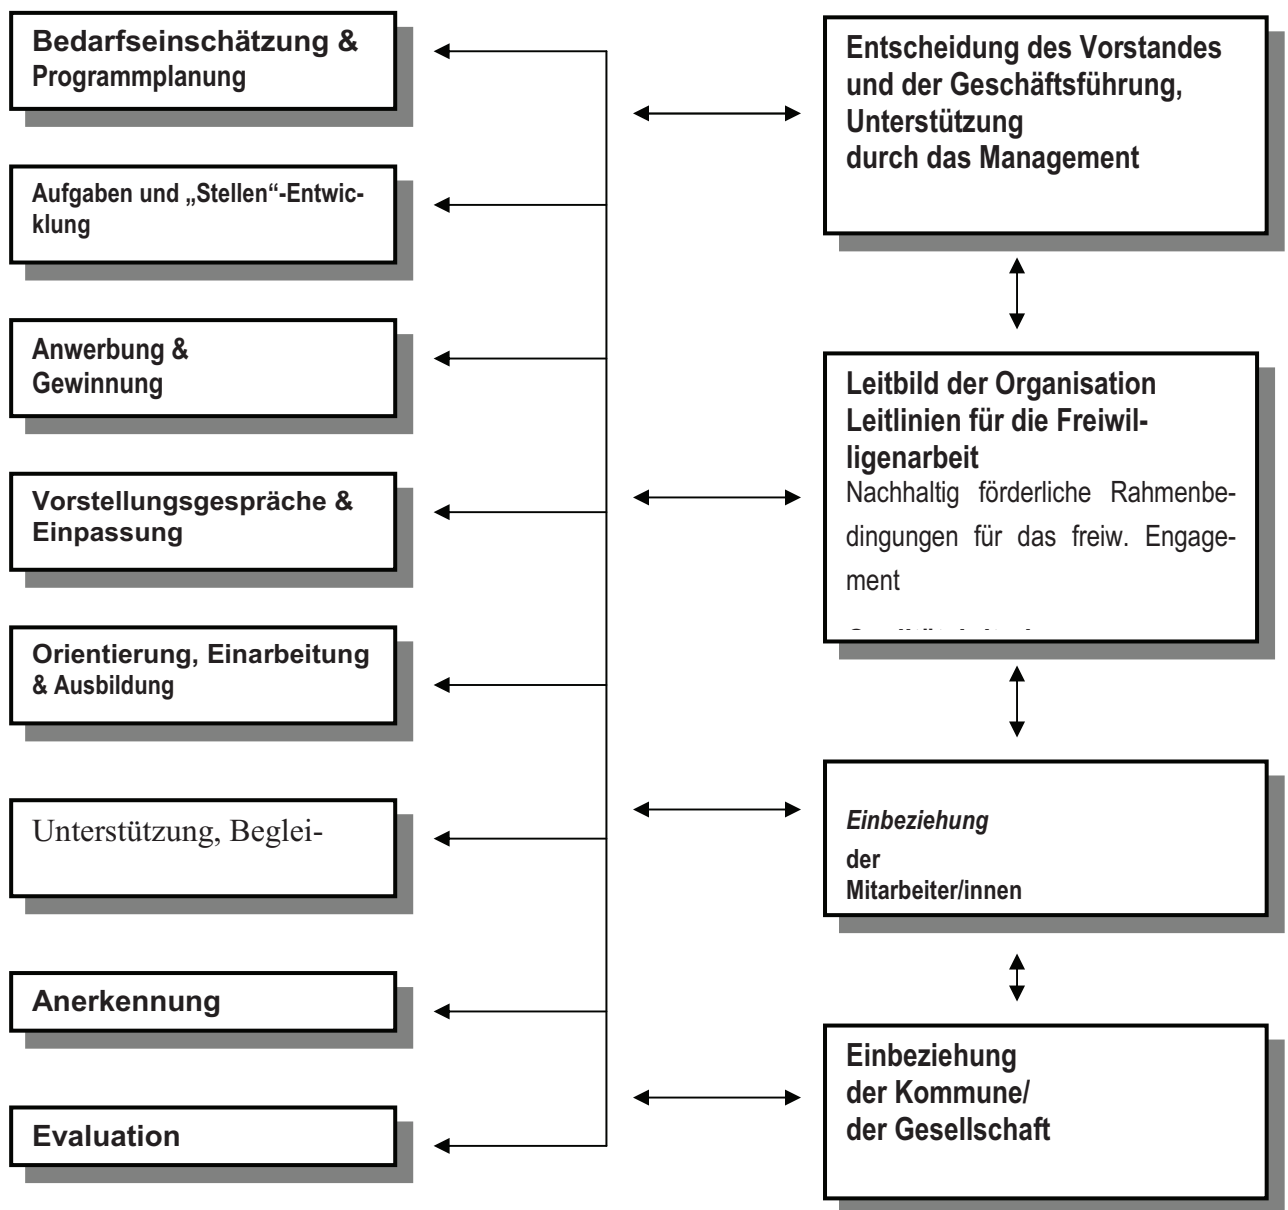 Bedarfseinschätzung &
Programmplanung
Aufgaben und „Stellen“-Entwic-
klung
Anwerbung &
Gewinnung
Vorstellungsgespräche &
Einpassung
Orientierung, Einarbeitung
& Ausbildung
Unterstützung, Beglei-
Anerkennung
Evaluation
Entscheidung des Vorstandes
und der Geschäftsführung,
Unterstützung
durch das Management
Leitbild der Organisation
Leitlinien für die Freiwil-
ligenarbeit
Nachhaltig förderliche Rahmenbe-
dingungen für das freiw. Engage-
ment
Einbeziehung
der
Mitarbeiter/innen
Einbeziehung
der Kommune/
der Gesellschaft